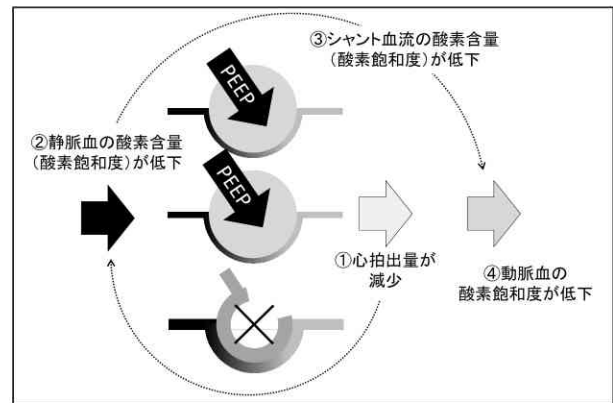 ③シャント血流の酸素含量
(酸素飽和度)が低下
PEEP
②静脈血の酸素含量
(酸素飽和度)が低下
PEEP
①心拍出量が
減少
④動脈血の
酸素飽和度が低下